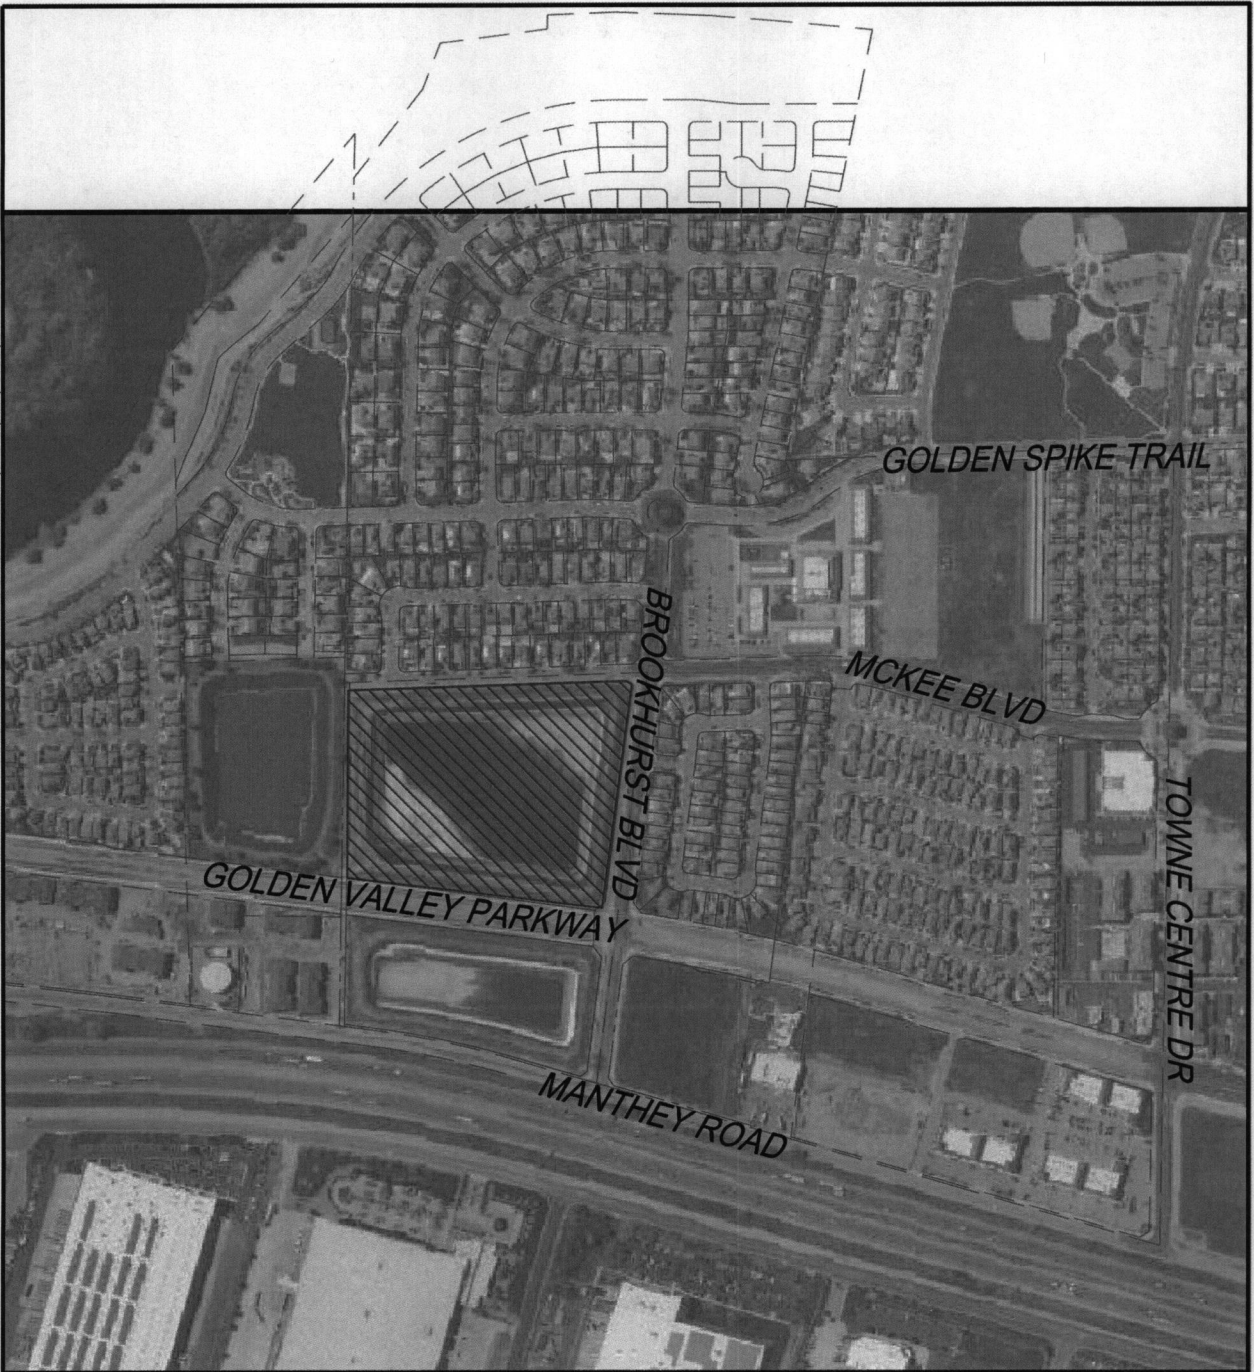 GOLDEN SPIKE TRAIL
BROOKHURST BLVD
MCKEE BLVD
TOWNE CENTRE DR
GOLDEN VALLEY PARKWAY
MANTHEY ROAD